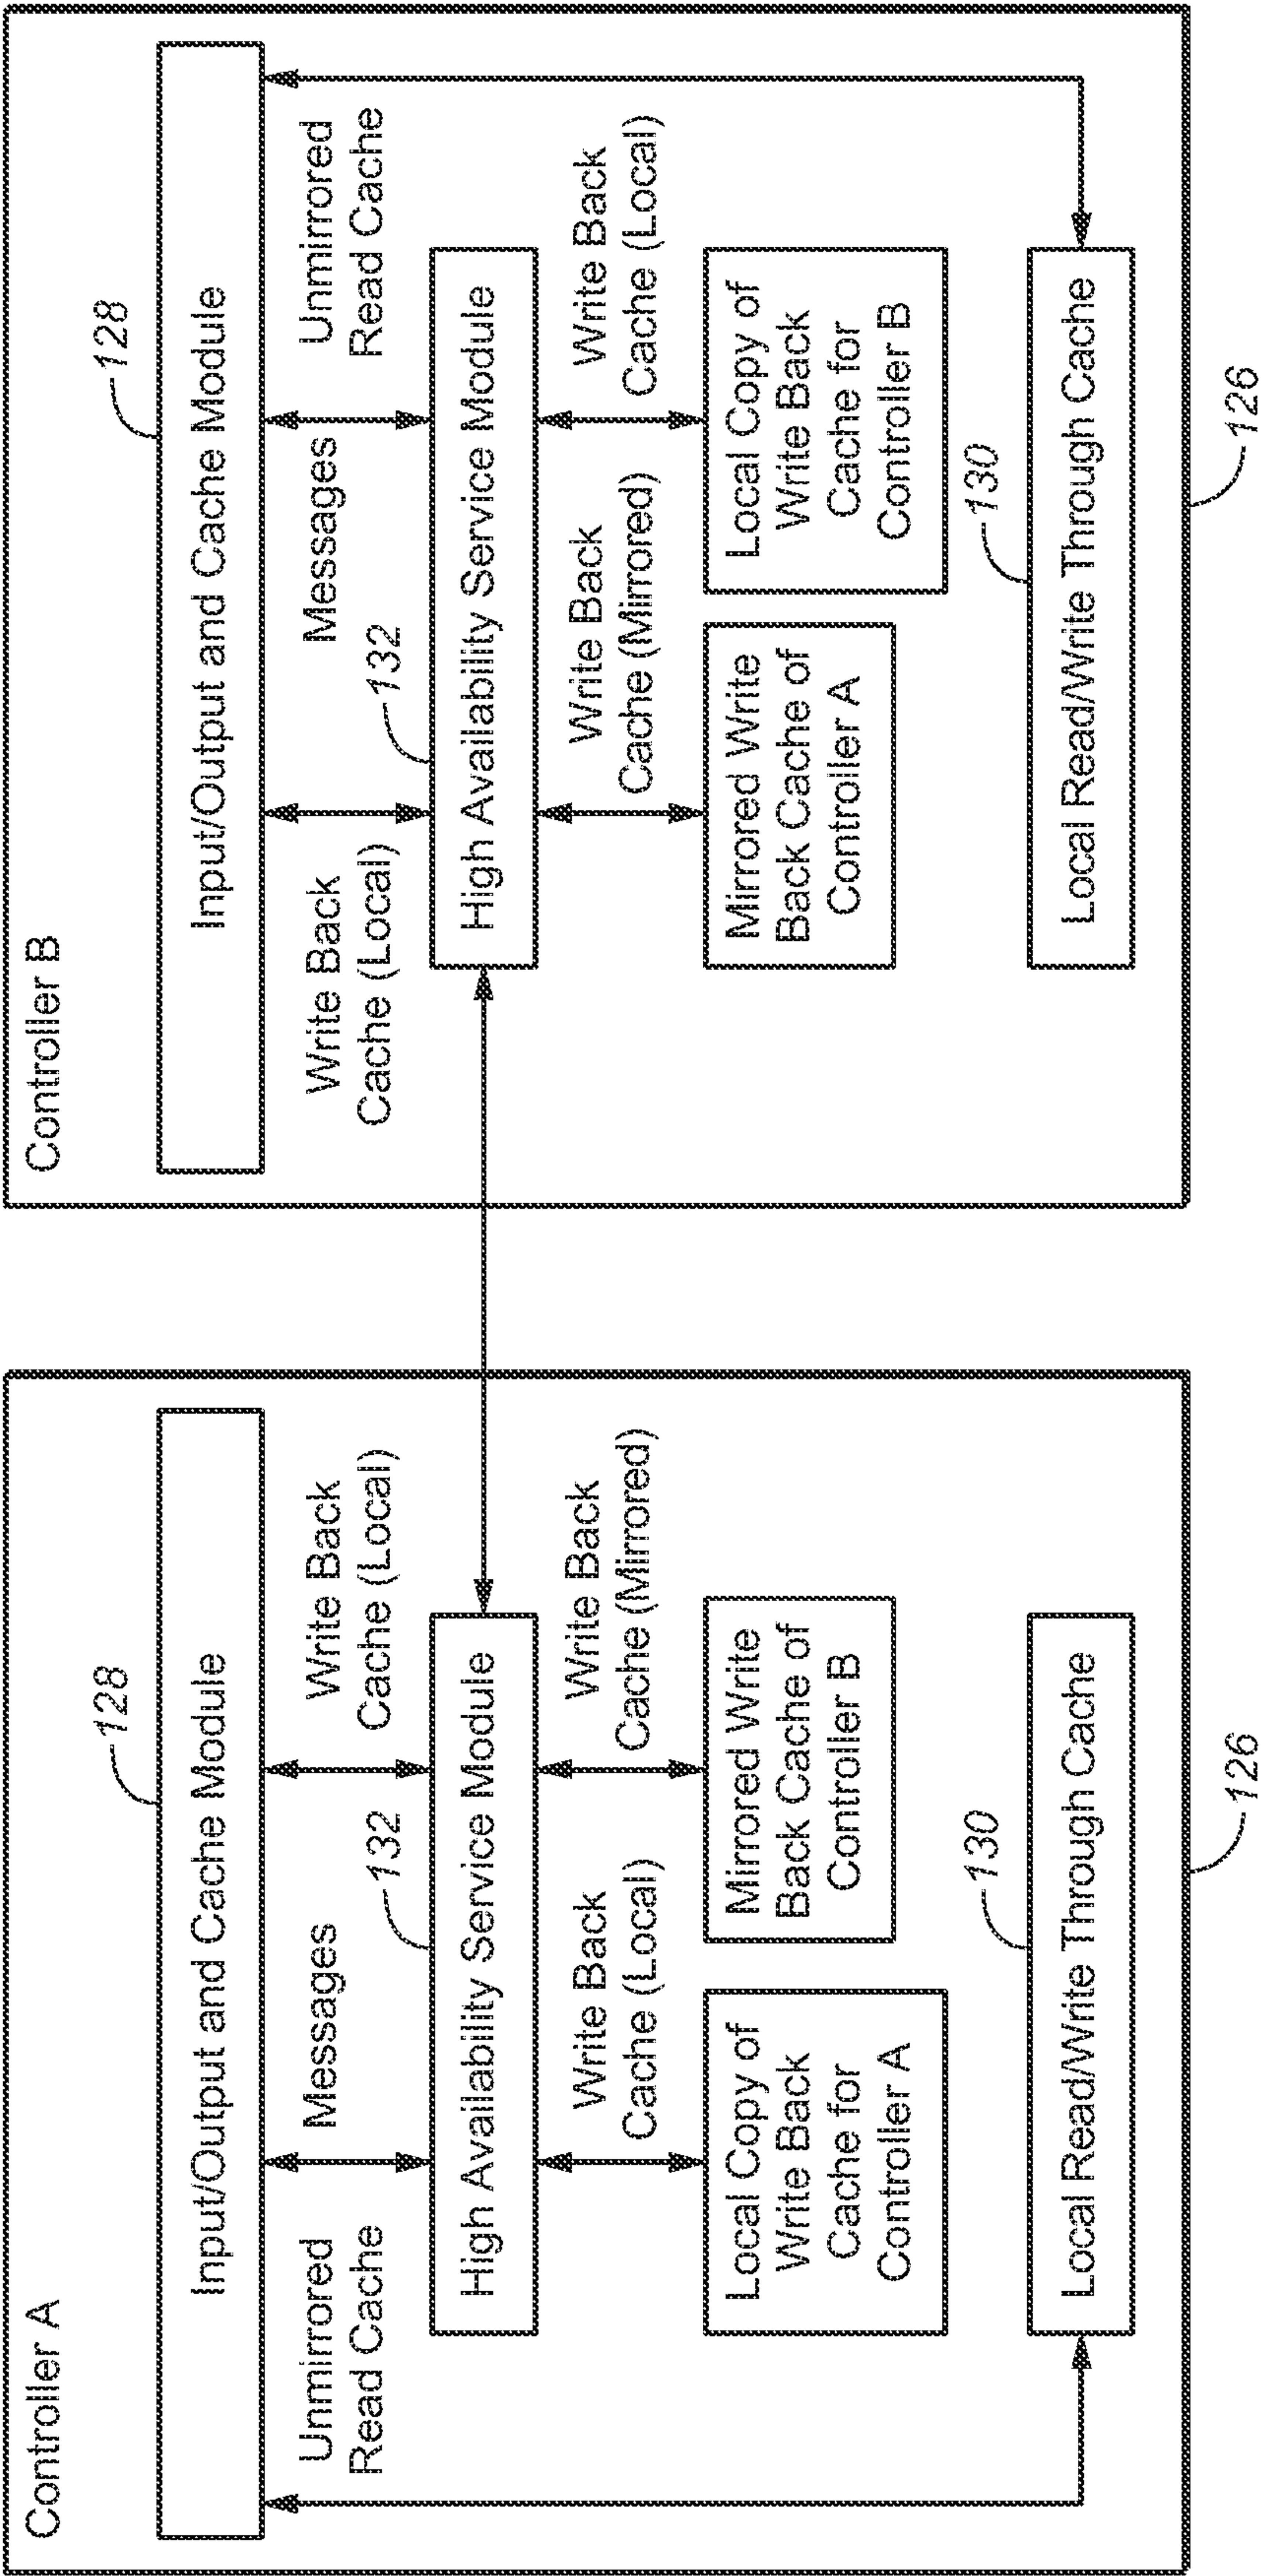 Controller A
128
Input/Output and Cache Module
Unmirrored
Read Cache
Messages
Write Back
Cache (Local)
132
High Availability Service Module
Write Back
Cache (Local)
Write Back
Cache (Mirrored)
Local Copy of
Write Back
Cache for
Controller A
Mirrored Write
Back Cache of
Controller B
130
Local Read/Write Through Cache
126
Controller B
128
Input/Output and Cache Module
Write Back
Cache (Local)
Messages
Unmirrored
Read Cache
132
High Availability Service Module
Write Back
Cache (Mirrored)
Write Back
Cache (Local)
Mirrored Write
Back Cache of
Controller A
Local Copy of
Write Back
Cache for
Controller B
130
Local Read/Write Through Cache
126